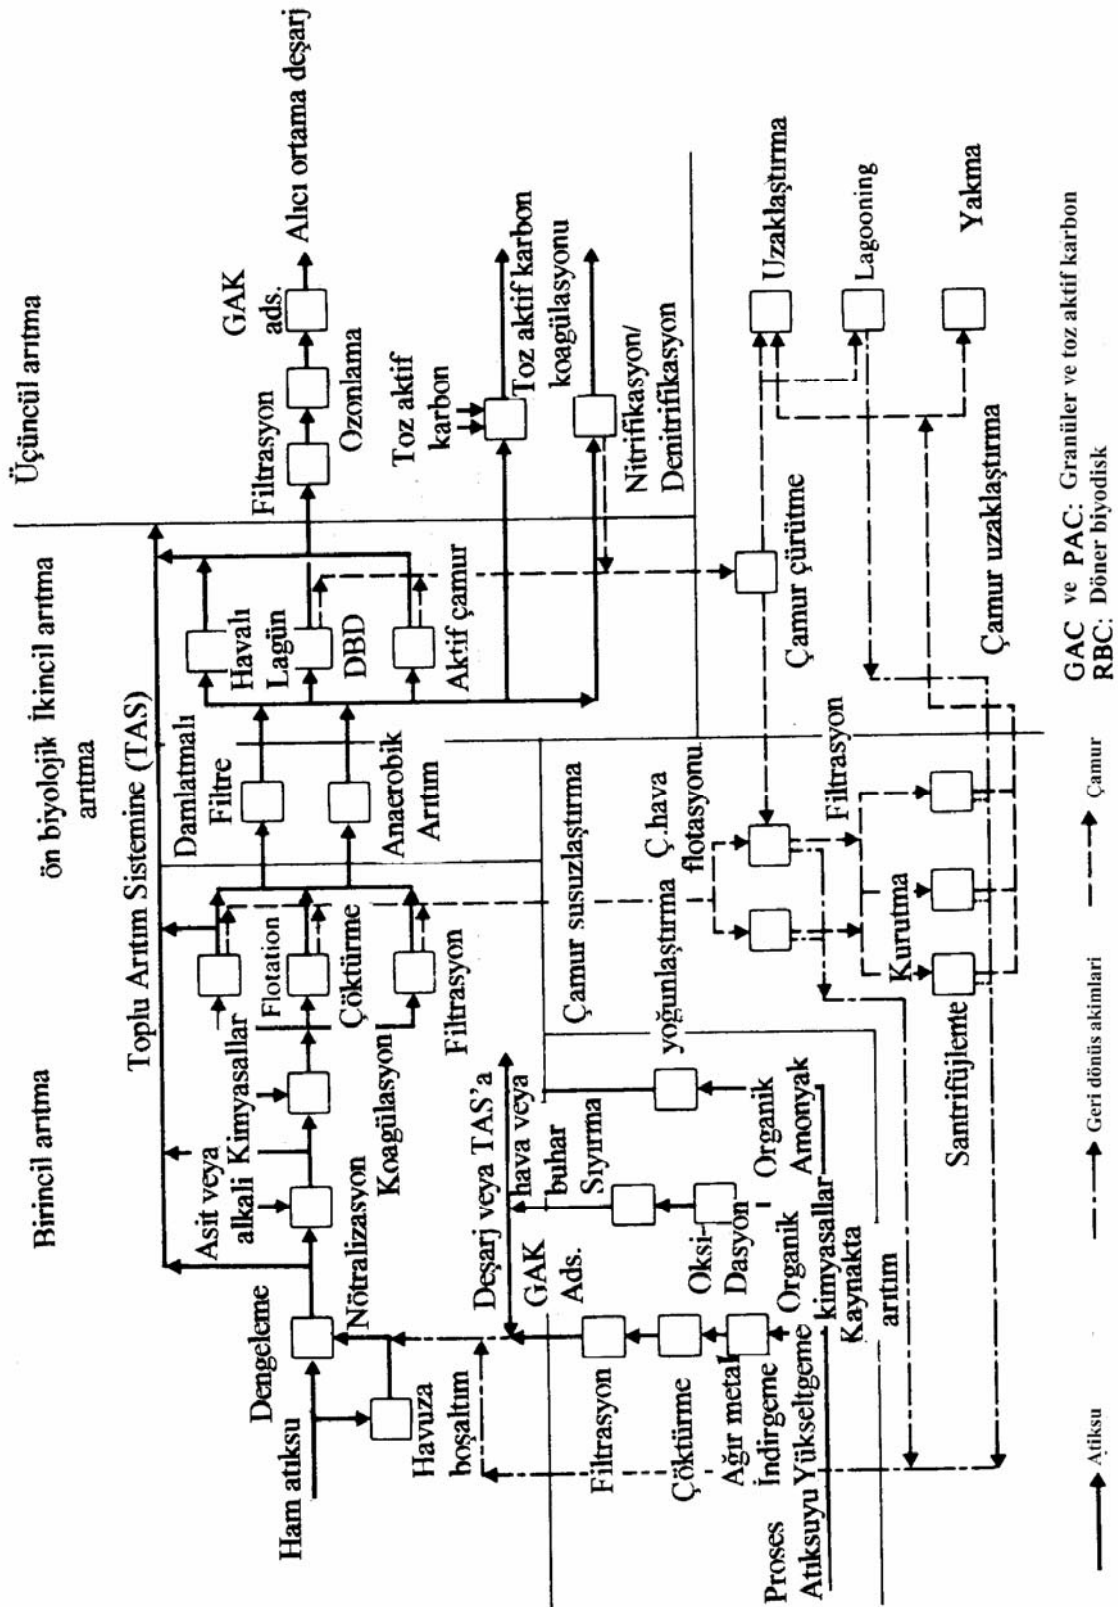 Birincil arıtma
ön biyolojik
arıtma
İkincil arıtma
Üçüncül arıtma
Toplu Arıtım Sistemine (TAS)
Ham atıksu
Dengeleme
Havuza
boşaltım
Nötralizasyon
Asit veya
alkali
Kimyasallar
Koagülasyon
Flotation
Çöktürme
Filtrasyon
Damlatmalı
Filtre
Anaerobik
Arıtım
Havalı
Lagün
DBD
Aktif çamur
Filtrasyon
Ozonlama
GAK
ads.
Alıcı ortama deşarj
Toz aktif
karbon
Toz aktif karbon
koagülasyonu
Nitrifikasyon/
Denitrifikasyon
Deşarj veya TAS'a
GAK
Ads.
hava veya
buhar
Sıyırma
Filtrasyon
Çöktürme
Ağır metal
İndirgeme
Yükseltgeme
Proses
Atıksuyu
Oksi-
Dasyon
Organik
kimyasallar
Organik
Amonyak
Kaynakta
arıtım
Çamur susuzlaştırma
yoğunlaştırma
Ç.hava
flotasyonu
Filtrasyon
Kurutma
Santrifüjleme
Çamur çürütme
Çamur uzaklaştırma
Uzaklaştırma
Lagooning
Yakma
Atiksu
Geri dönüs akimlari
Çamur
GAC ve PAC: Granüler ve toz aktif karbon
RBC: Döner biyodisk